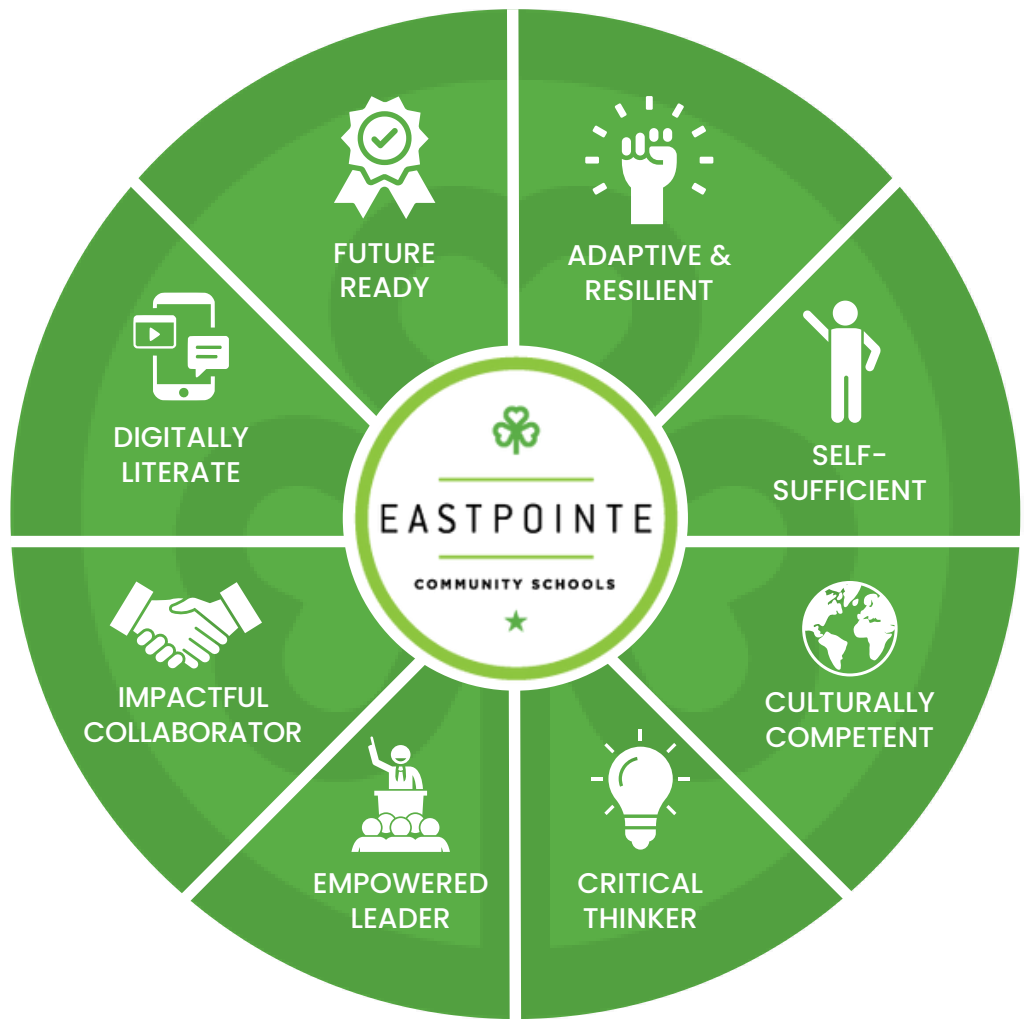 FUTURE
READY
ADAPTIVE &
RESILIENT
DIGITALLY
LITERATE
SELF-
SUFFICIENT
EASTPOINTE
COMMUNITY SCHOOLS
IMPACTFUL
COLLABORATOR
CULTURALLY
COMPETENT
EMPOWERED
LEADER
CRITICAL
THINKER